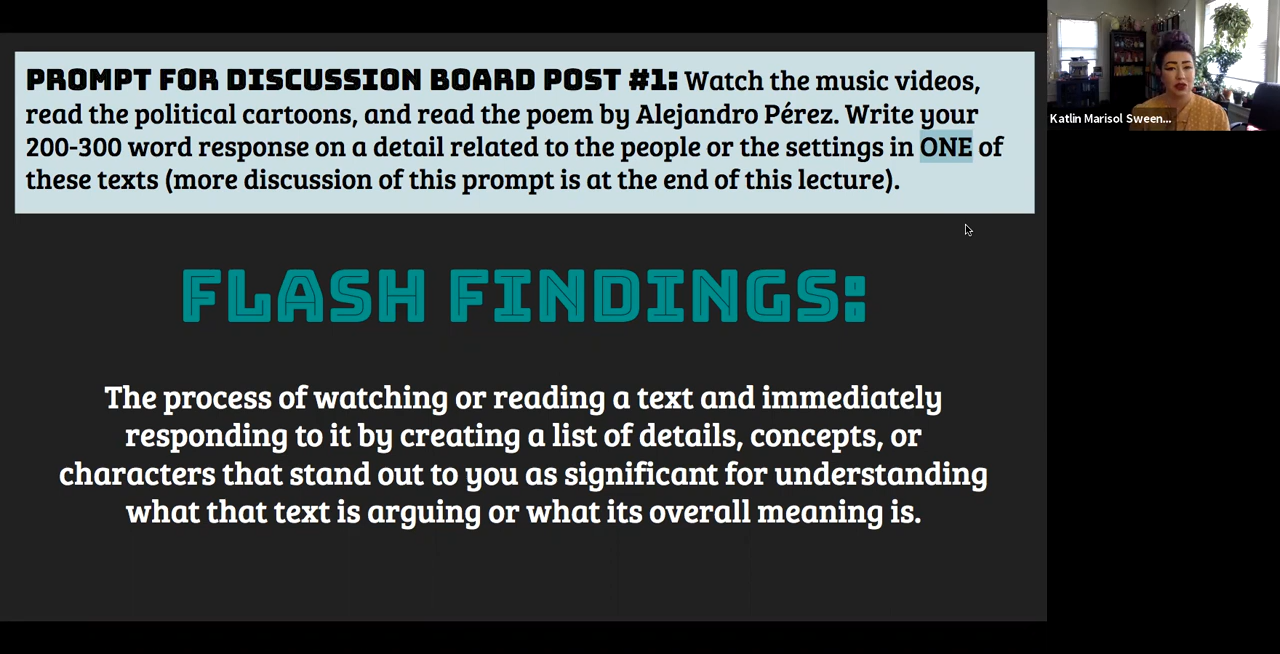 PROMPT FOR DISCUSSION BOARD POST #1: Watch the music videos,
read the political cartoons, and read the poem by Alejandro Pérez. Write your
200-300 word response on a detail related to the people or the settings in ONE of
these texts (more discussion of this prompt is at the end of this lecture).
Katlin Marisol Sween...
FLASH FINDINGS:
The process of watching or reading a text and immediately
responding to it by creating a list of details, concepts, or
characters that stand out to you as significant for understanding
what that text is arguing or what its overall meaning is.